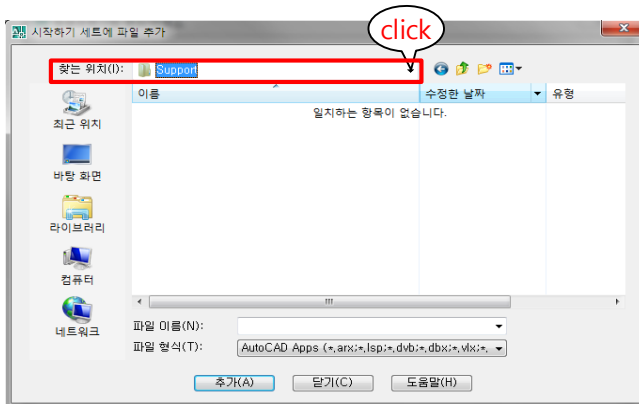 시작하기 세트에 파일 추가
click
찾는 위치(I): Support
이름 수정한 날짜 유형
일치하는 항목이 없습니다.
최근 위치
바탕 화면
라이브러리
컴퓨터
네트워크
파일 이름(N):
파일 형식(T): AutoCAD Apps (*.arx;*.lsp;*.dvb;*.dbx;*.vlx;*.
추가(A) 닫기(C) 도움말(H)